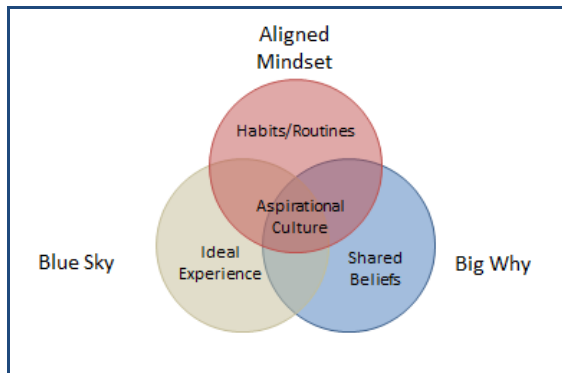 Aligned
Mindset
Habits/Routines
Aspirational
Culture
Ideal
Experience
Shared
Beliefs
Blue Sky
Big Why